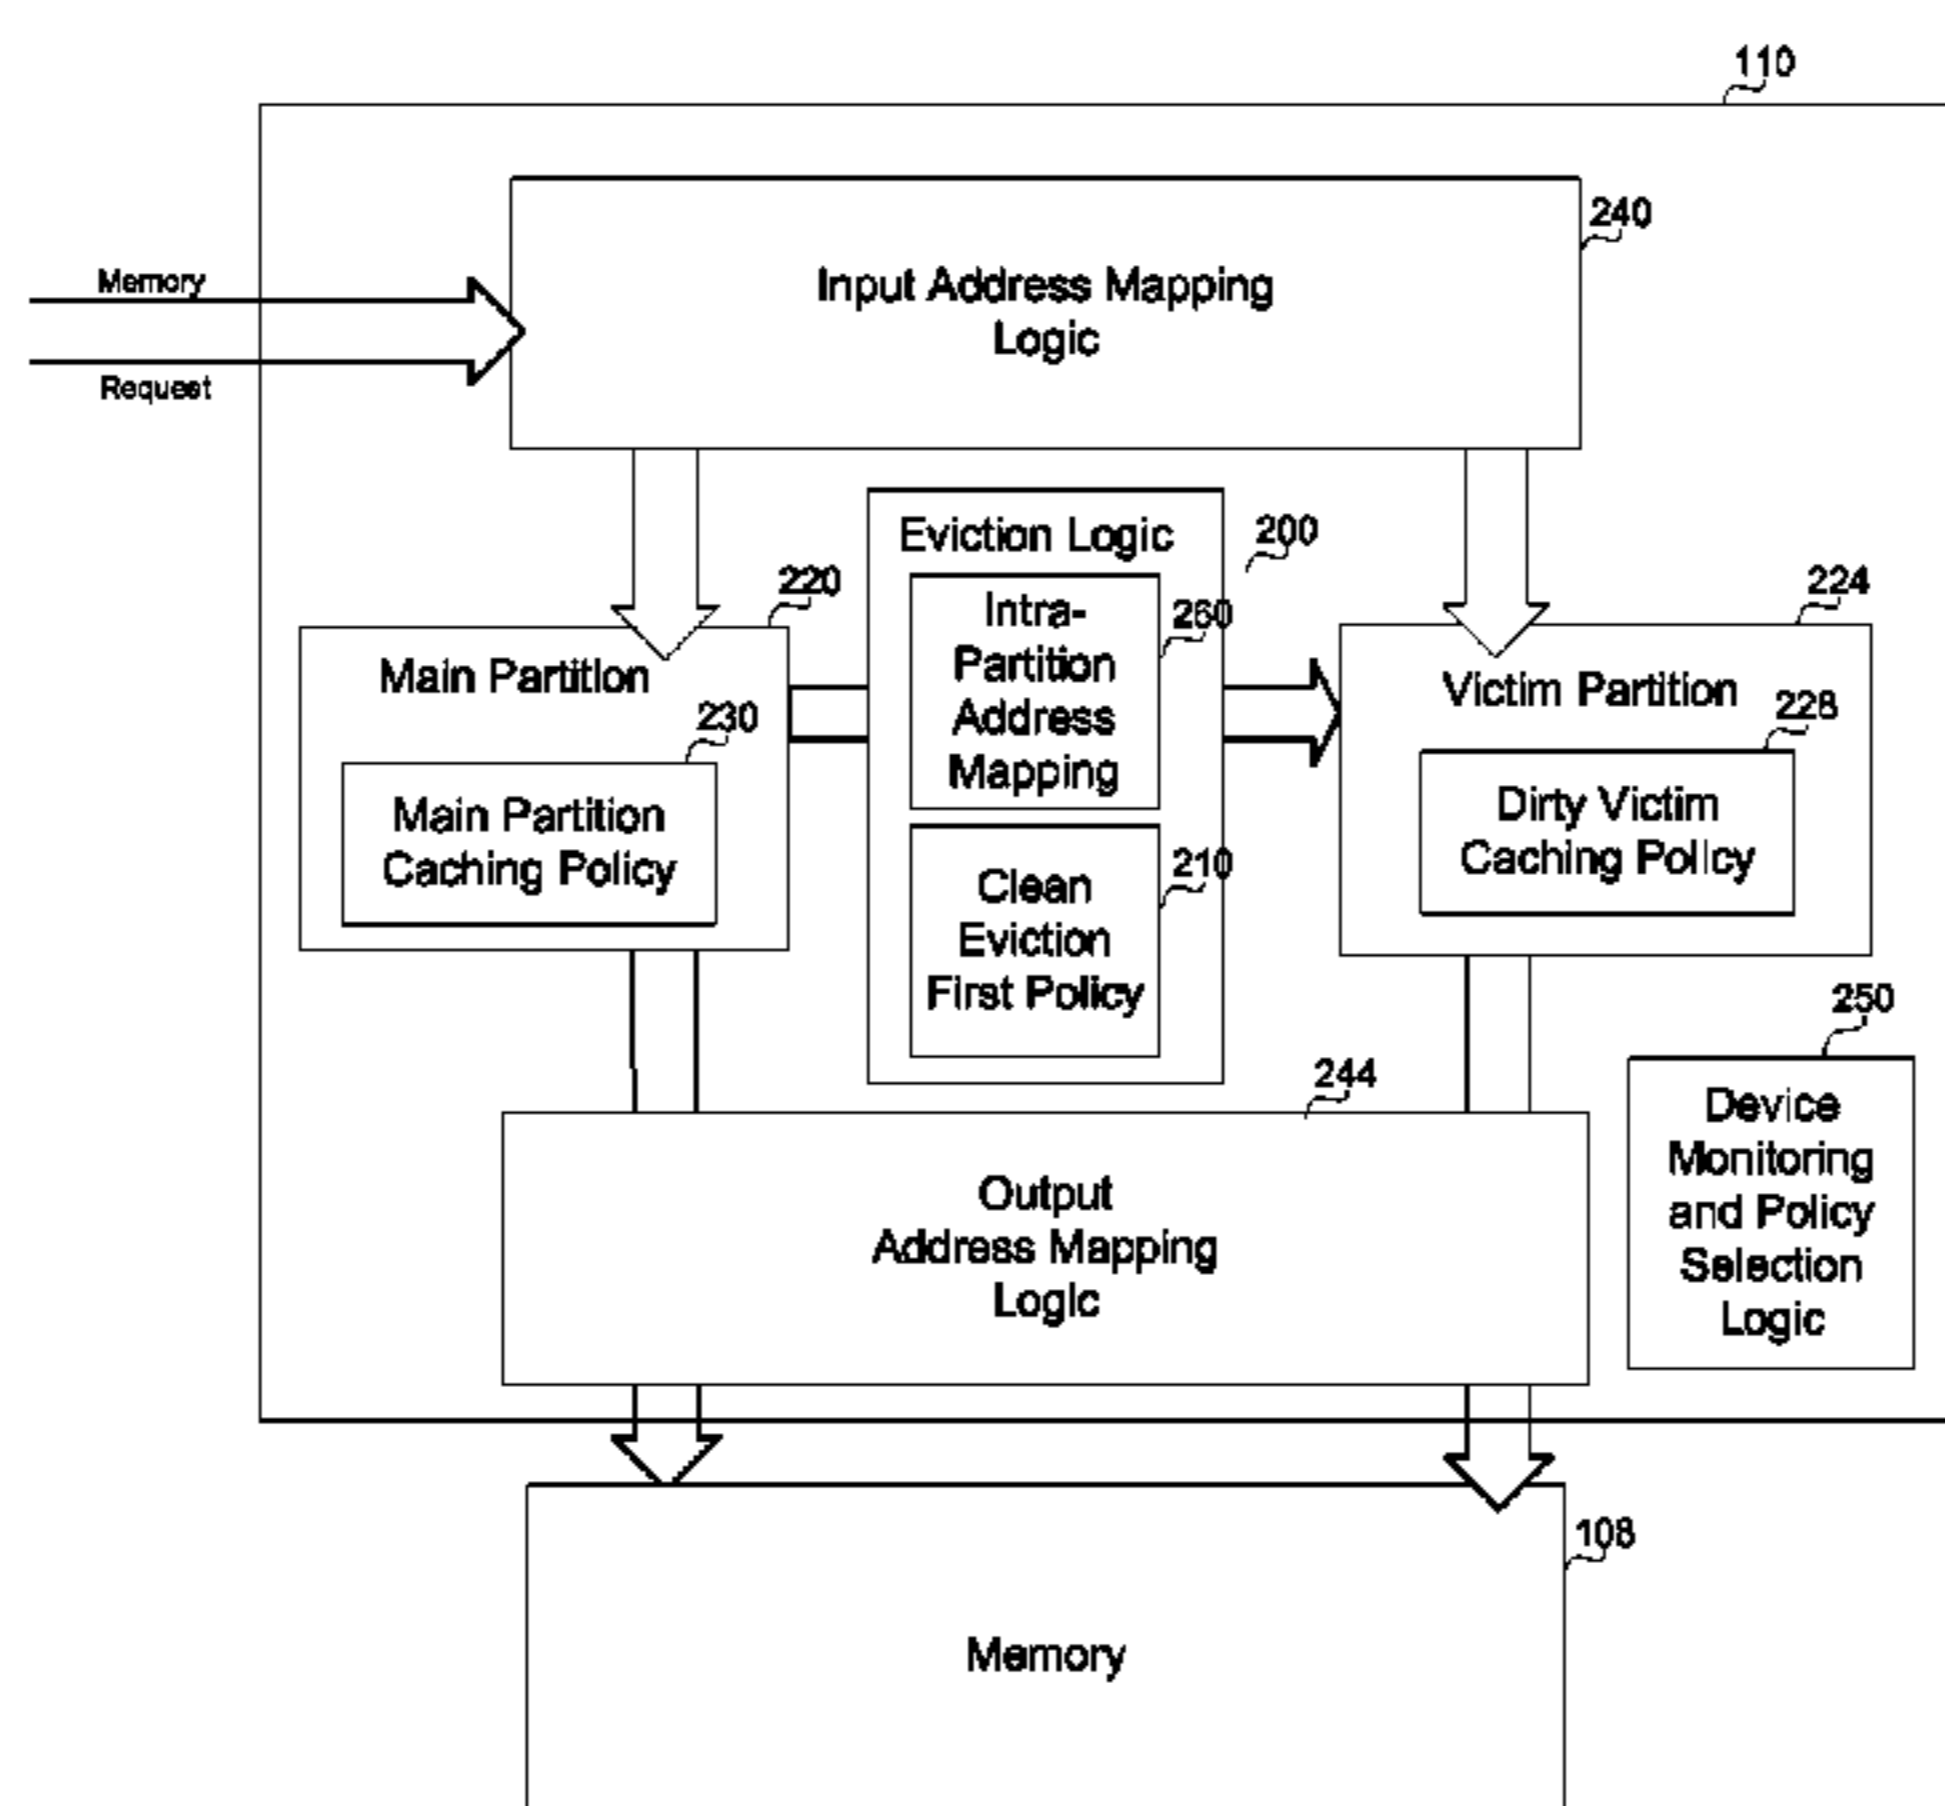 110
240
Input Address Mapping
Logic
Memory
Request
Eviction Logic
200
220
Main Partition
230
Main Partition
Caching Policy
Intra-
Partition
Address
Mapping
260
Clean
Eviction
First Policy
210
224
Victim Partition
228
Dirty Victim
Caching Policy
250
Device
Monitoring
and Policy
Selection
Logic
244
Output
Address Mapping
Logic
108
Memory